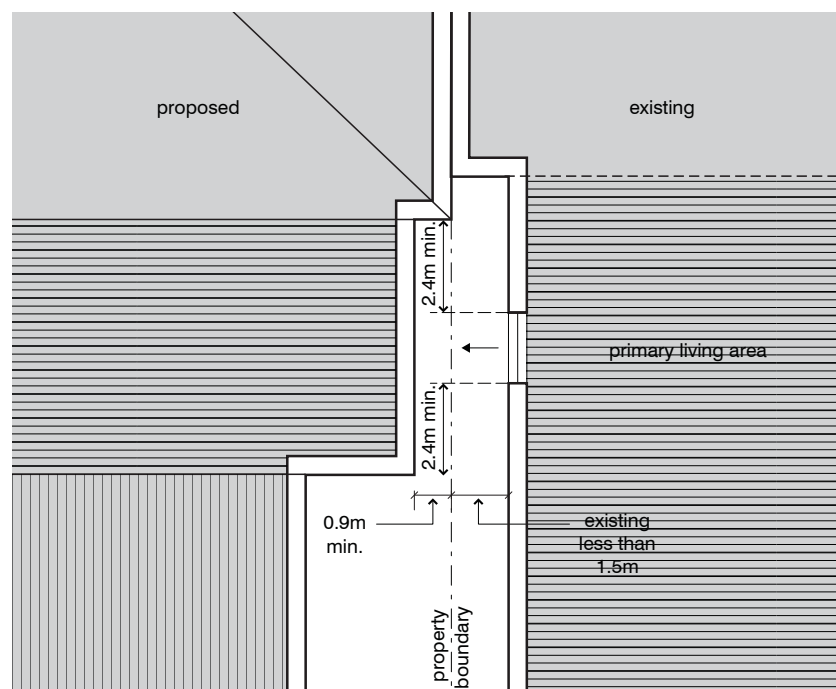 proposed
existing
2.4m min.
primary living area
2.4m min.
0.9m
min.
existing
less than
1.5m
property
boundary